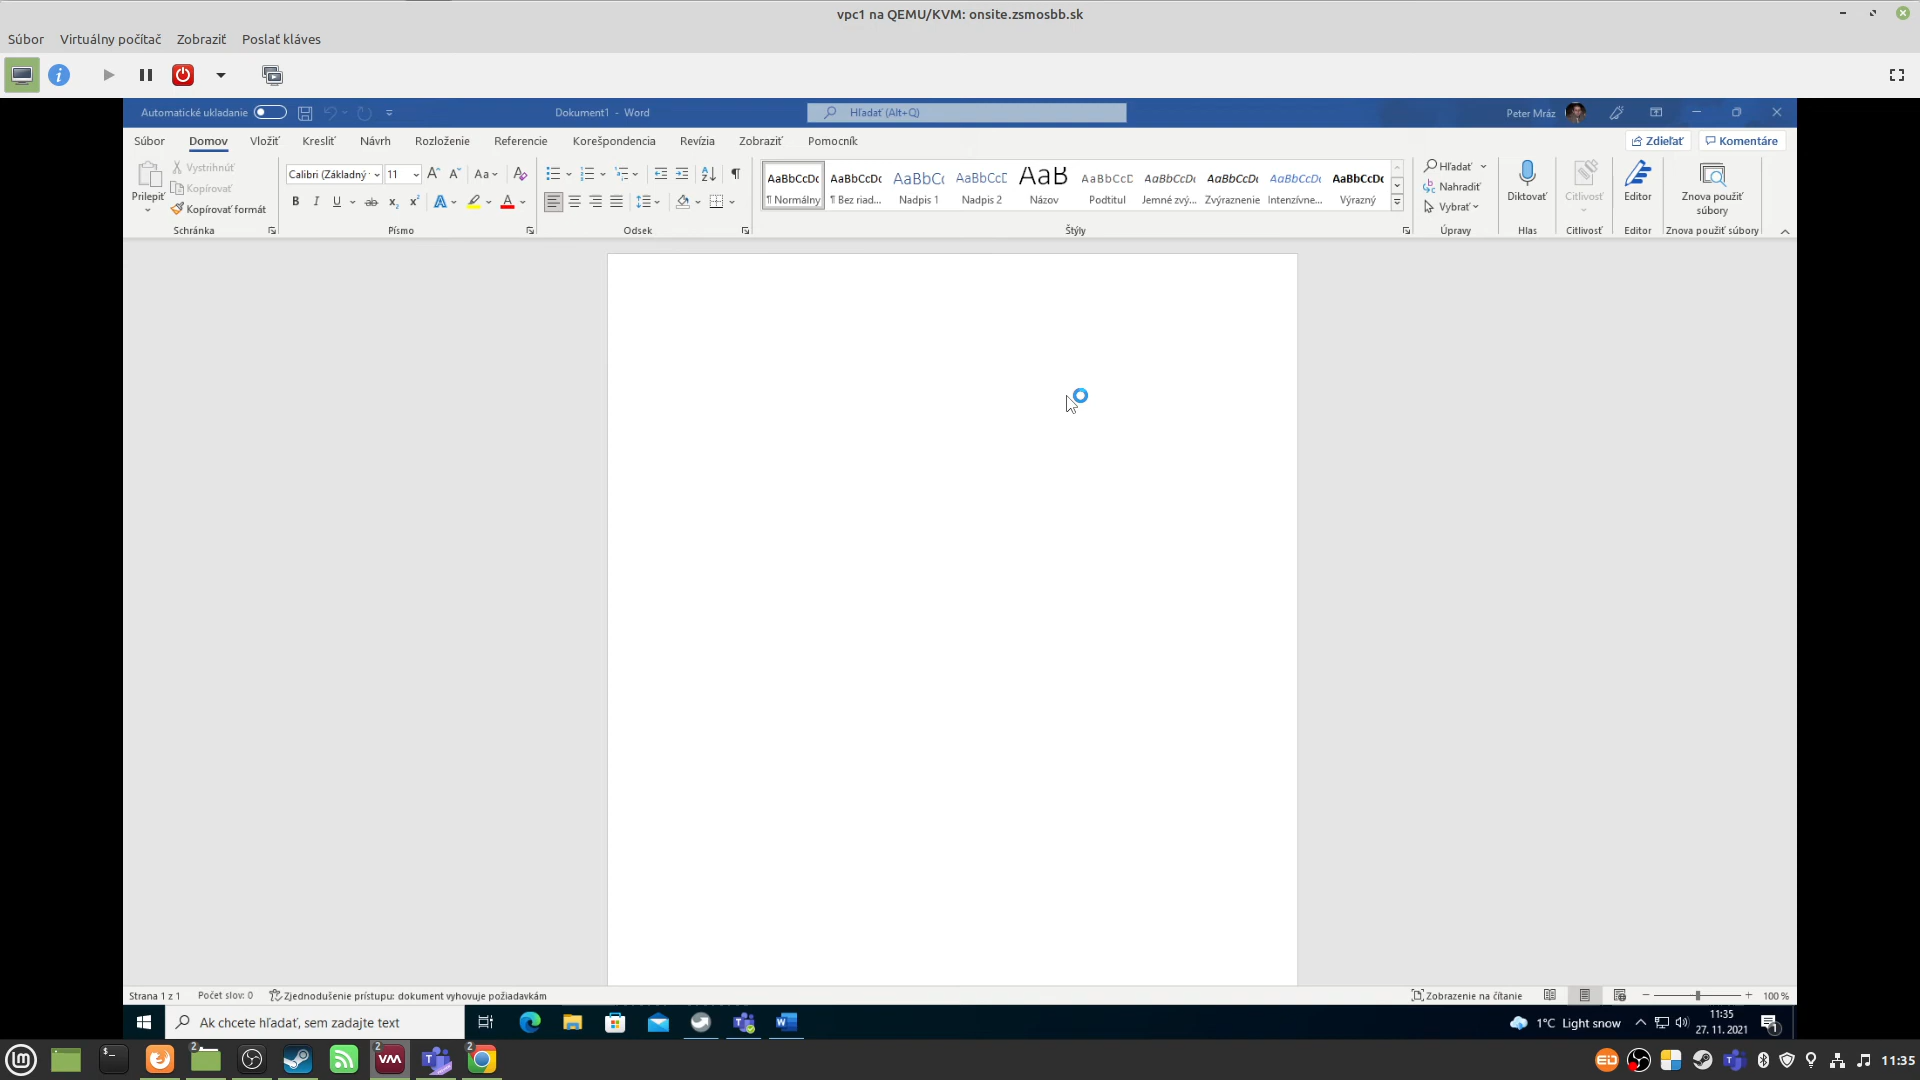 vpc1 na QEMU/KVM: onsite.zsmosbb.sk
Súbor Virtuálny počítač Zobraziť Poslať kláves
Automatické ukladanie Dokument1 - Word Hľadať (Alt+Q) Peter Mráz
Súbor Domov Vložiť Kresliť Návrh Rozloženie Referencie Korešpondencia Revízia Zobraziť Pomocník Zdieľať Komentáre
Prilepiť
Vystrihnúť
Kopírovať
Kopírovať formát
Schránka
Calibri (Základný 11
Písmo
Odsek
AaBbCcDc AaBbCcDc AaBbCc AaBbCcC AaB AaBbCcC AaBbCcDc AaBbCcDc AaBbCcDc AaBbCcDc
¶ Normálny ¶ Bez riad... Nadpis 1 Nadpis 2 Názov Podtitul Jemné zvý... Zvýraznenie Intenzívne... Výrazný
Štýly
Hľadať
Nahradiť
Vybrať
Úpravy
Diktovať
Hlas
Citlivosť
Citlivosť
Editor
Editor
Znova použiť
súbory
Znova použiť súbory
Strana 1 z 1 Počet slov: 0 Zjednodušenie prístupu: dokument vyhovuje požiadavkám Zobrazenie na čítanie 100 %
Ak chcete hľadať, sem zadajte text 1°C Light snow 11:35
27. 11. 2021
11:35